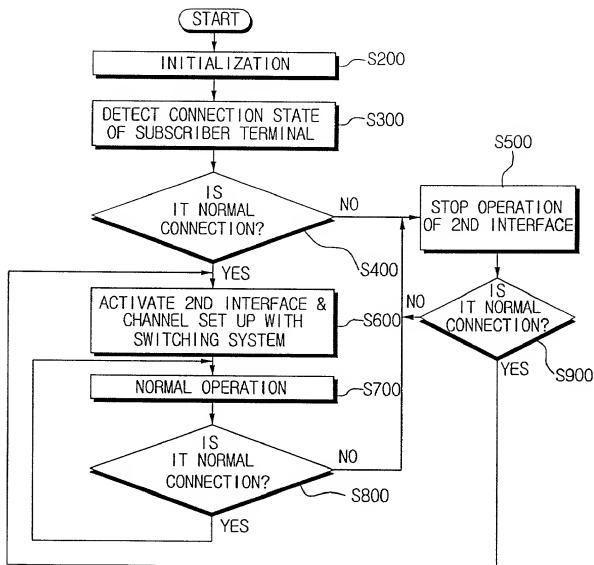 START
INITIALIZATION
S200
DETECT CONNECTION STATE
OF SUBSCRIBER TERMINAL
S300
IS
IT NORMAL
CONNECTION?
NO
S400
YES
S500
STOP OPERATION
OF 2ND INTERFACE
ACTIVATE 2ND INTERFACE &
CHANNEL SET UP WITH
SWITCHING SYSTEM
S600
NO
IS
IT NORMAL
CONNECTION?
S900
YES
NORMAL OPERATION
S700
IS
IT NORMAL
CONNECTION?
NO
S800
YES